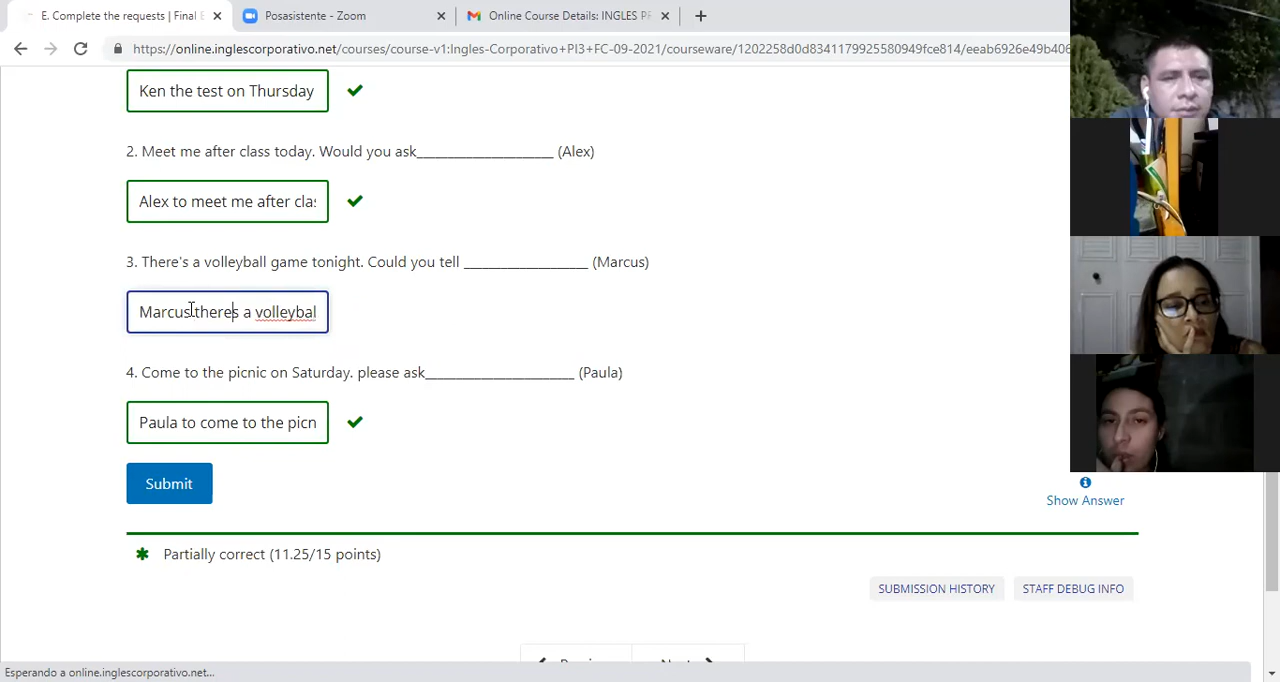 E. Complete the requests | Final E
Posasistente - Zoom
Online Course Details: INGLES PF
https://online.inglescorporativo.net/courses/course-v1:Ingles-Corporativo+PI3+FC-09-2021/courseware/1202258d0d8341179925580949fce814/eeab6926e49b406
Ken the test on Thursday
2. Meet me after class today. Would you ask____________________ (Alex)
Alex to meet me after clas
3. There's a volleyball game tonight. Could you tell __________________ (Marcus)
Marcus theres a volleybal
4. Come to the picnic on Saturday. please ask______________________ (Paula)
Paula to come to the picn
Submit
Show Answer
Partially correct (11.25/15 points)
SUBMISSION HISTORY
STAFF DEBUG INFO
Esperando a online.inglescorporativo.net...